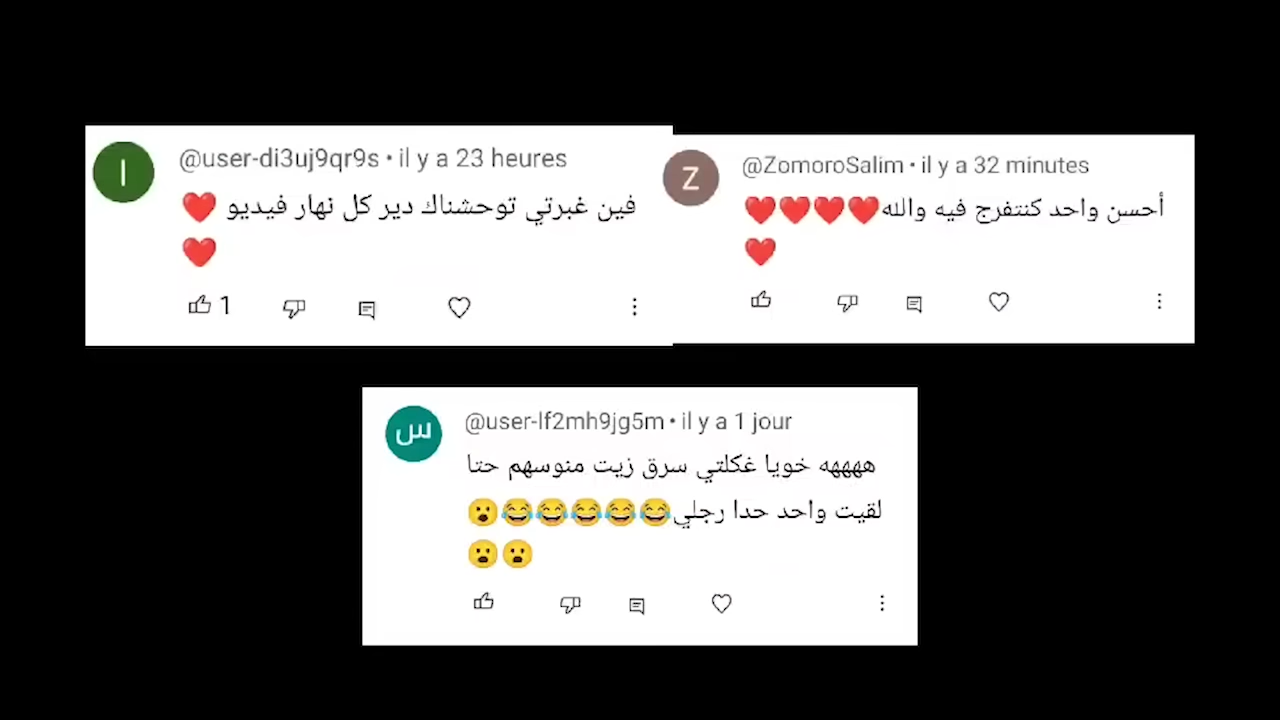 I
@user-di3uj9qr9s • il y a 23 heures
فين غبرتي توحشناك دير كل نهار فيديو ❤️
❤️
1
Z
@ZomoroSalim • il y a 32 minutes
أحسن واحد كنتفرج فيه والله❤️❤️❤️❤️
❤️
س
@user-lf2mh9jg5m • il y a 1 jour
ههههه خويا غكلتي سرق زيت منوسهم حتا
لقيت واحد حدا رجلي😂😂😂😂😂😮
😮😮